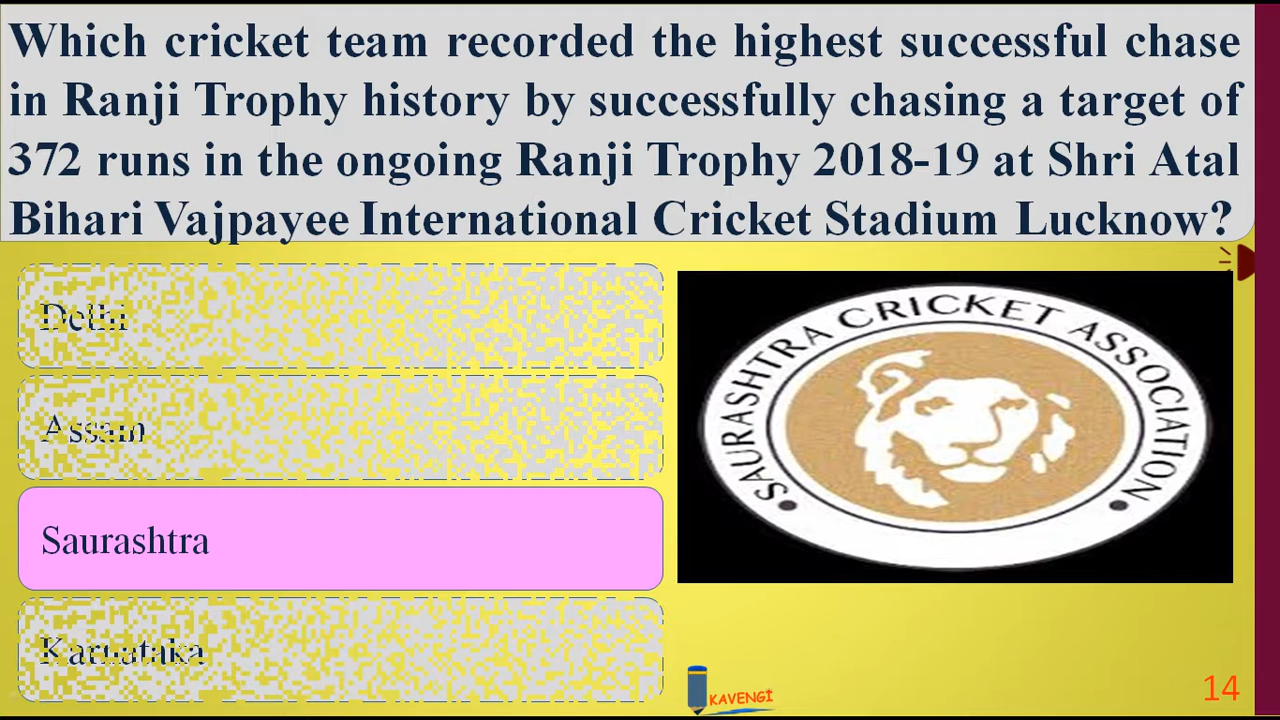 Which cricket team recorded the highest successful chase
in Ranji Trophy history by successfully chasing a target of
372 runs in the ongoing Ranji Trophy 2018-19 at Shri Atal
Bihari Vajpayee International Cricket Stadium Lucknow?
Delhi
Assam
Saurashtra
Karnataka
SAURASHTRA CRICKET ASSOCIATION
KAVENGI
14